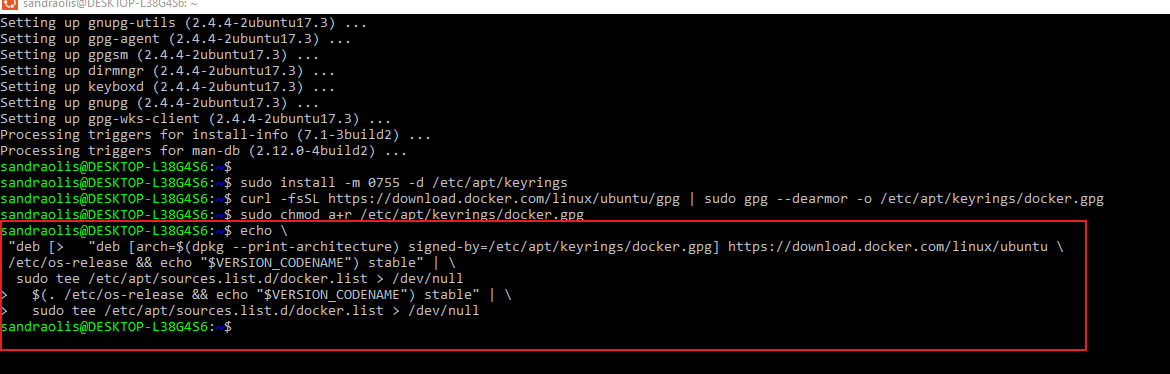 sandraolis@DESKTOP-L38G4S6: ~
Setting up gnupg-utils (2.4.4-2ubuntu17.3) ...
Setting up gpg-agent (2.4.4-2ubuntu17.3) ...
Setting up gpgsm (2.4.4-2ubuntu17.3) ...
Setting up dirmngr (2.4.4-2ubuntu17.3) ...
Setting up keyboxd (2.4.4-2ubuntu17.3) ...
Setting up gnupg (2.4.4-2ubuntu17.3) ...
Setting up gpg-wks-client (2.4.4-2ubuntu17.3) ...
Processing triggers for install-info (7.1-3build2) ...
Processing triggers for man-db (2.12.0-4build2) ...
sandraolis@DESKTOP-L38G4S6:~$
sandraolis@DESKTOP-L38G4S6:~$ sudo install -m 0755 -d /etc/apt/keyrings
sandraolis@DESKTOP-L38G4S6:~$ curl -fsSL https://download.docker.com/linux/ubuntu/gpg | sudo gpg --dearmor -o /etc/apt/keyrings/docker.gpg
sandraolis@DESKTOP-L38G4S6:~$ sudo chmod a+r /etc/apt/keyrings/docker.gpg
sandraolis@DESKTOP-L38G4S6:~$ echo \
 "deb [>   "deb [arch=$(dpkg --print-architecture) signed-by=/etc/apt/keyrings/docker.gpg] https://download.docker.com/linux/ubuntu \
 /etc/os-release && echo "$VERSION_CODENAME") stable" | \
  sudo tee /etc/apt/sources.list.d/docker.list > /dev/null
>   $(. /etc/os-release && echo "$VERSION_CODENAME") stable" | \
>   sudo tee /etc/apt/sources.list.d/docker.list > /dev/null
sandraolis@DESKTOP-L38G4S6:~$